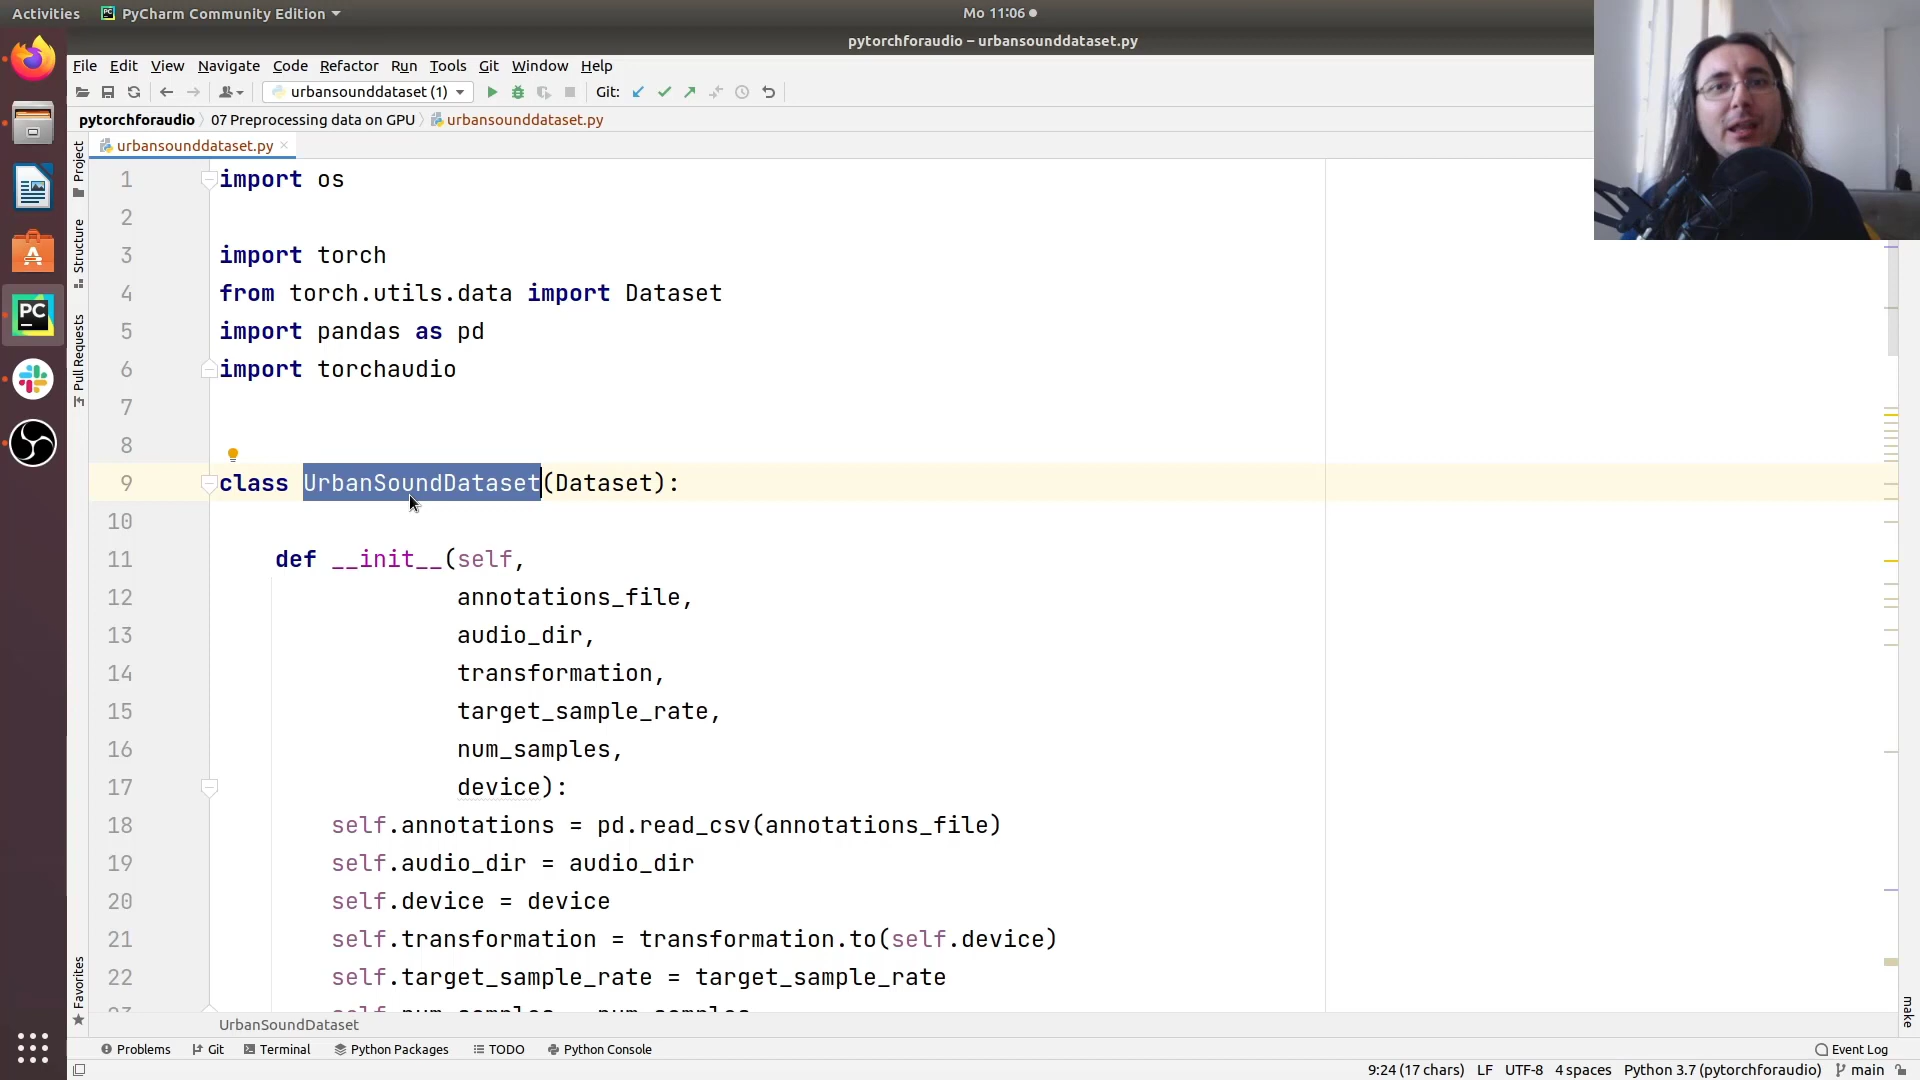 Activities
PyCharm Community Edition
Mo 11:06
pytorchforaudio – urbansounddataset.py
File Edit View Navigate Code Refactor Run Tools Git Window Help
urbansounddataset (1)
Git:
pytorchforaudio 07 Preprocessing data on GPU urbansounddataset.py
urbansounddataset.py
Project
Structure
Pull Requests
Favorites
make
PC
1 import os
2
3 import torch
4 from torch.utils.data import Dataset
5 import pandas as pd
6 import torchaudio
7
8
9 class UrbanSoundDataset(Dataset):
10
11 def __init__(self,
12 annotations_file,
13 audio_dir,
14 transformation,
15 target_sample_rate,
16 num_samples,
17 device):
18 self.annotations = pd.read_csv(annotations_file)
19 self.audio_dir = audio_dir
20 self.device = device
21 self.transformation = transformation.to(self.device)
22 self.target_sample_rate = target_sample_rate
23 self.num_samples = num_samples
UrbanSoundDataset
Problems Git Terminal Python Packages TODO Python Console Event Log
9:24 (17 chars) LF UTF-8 4 spaces Python 3.7 (pytorchforaudio) main